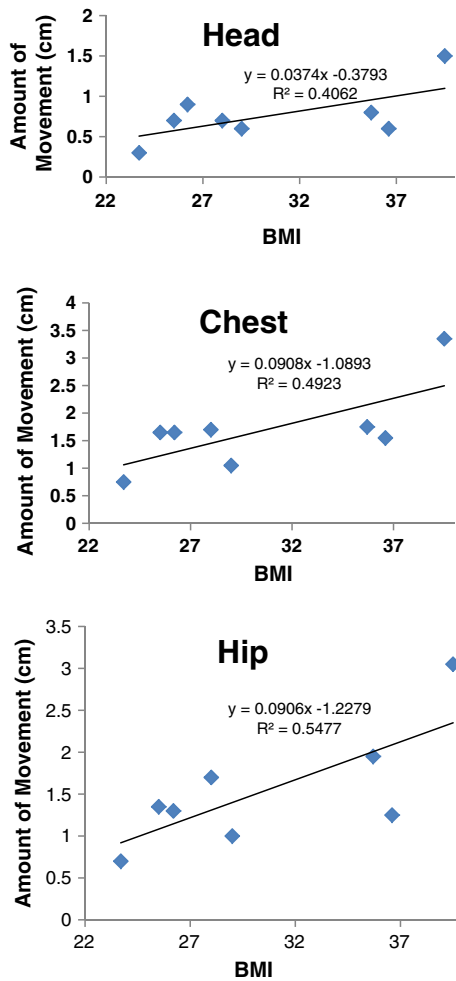 Head
Amount of
Movement (cm)
2
1.5
1
0.5
0
y = 0.0374x -0.3793
R² = 0.4062
22
27
32
37
BMI
Chest
Amount of Movement (cm)
4
3.5
3
2.5
2
1.5
1
0.5
0
y = 0.0908x -1.0893
R² = 0.4923
22
27
32
37
BMI
Hip
Amount of Movement (cm)
3.5
3
2.5
2
1.5
1
0.5
0
y = 0.0906x -1.2279
R² = 0.5477
22
27
32
37
BMI